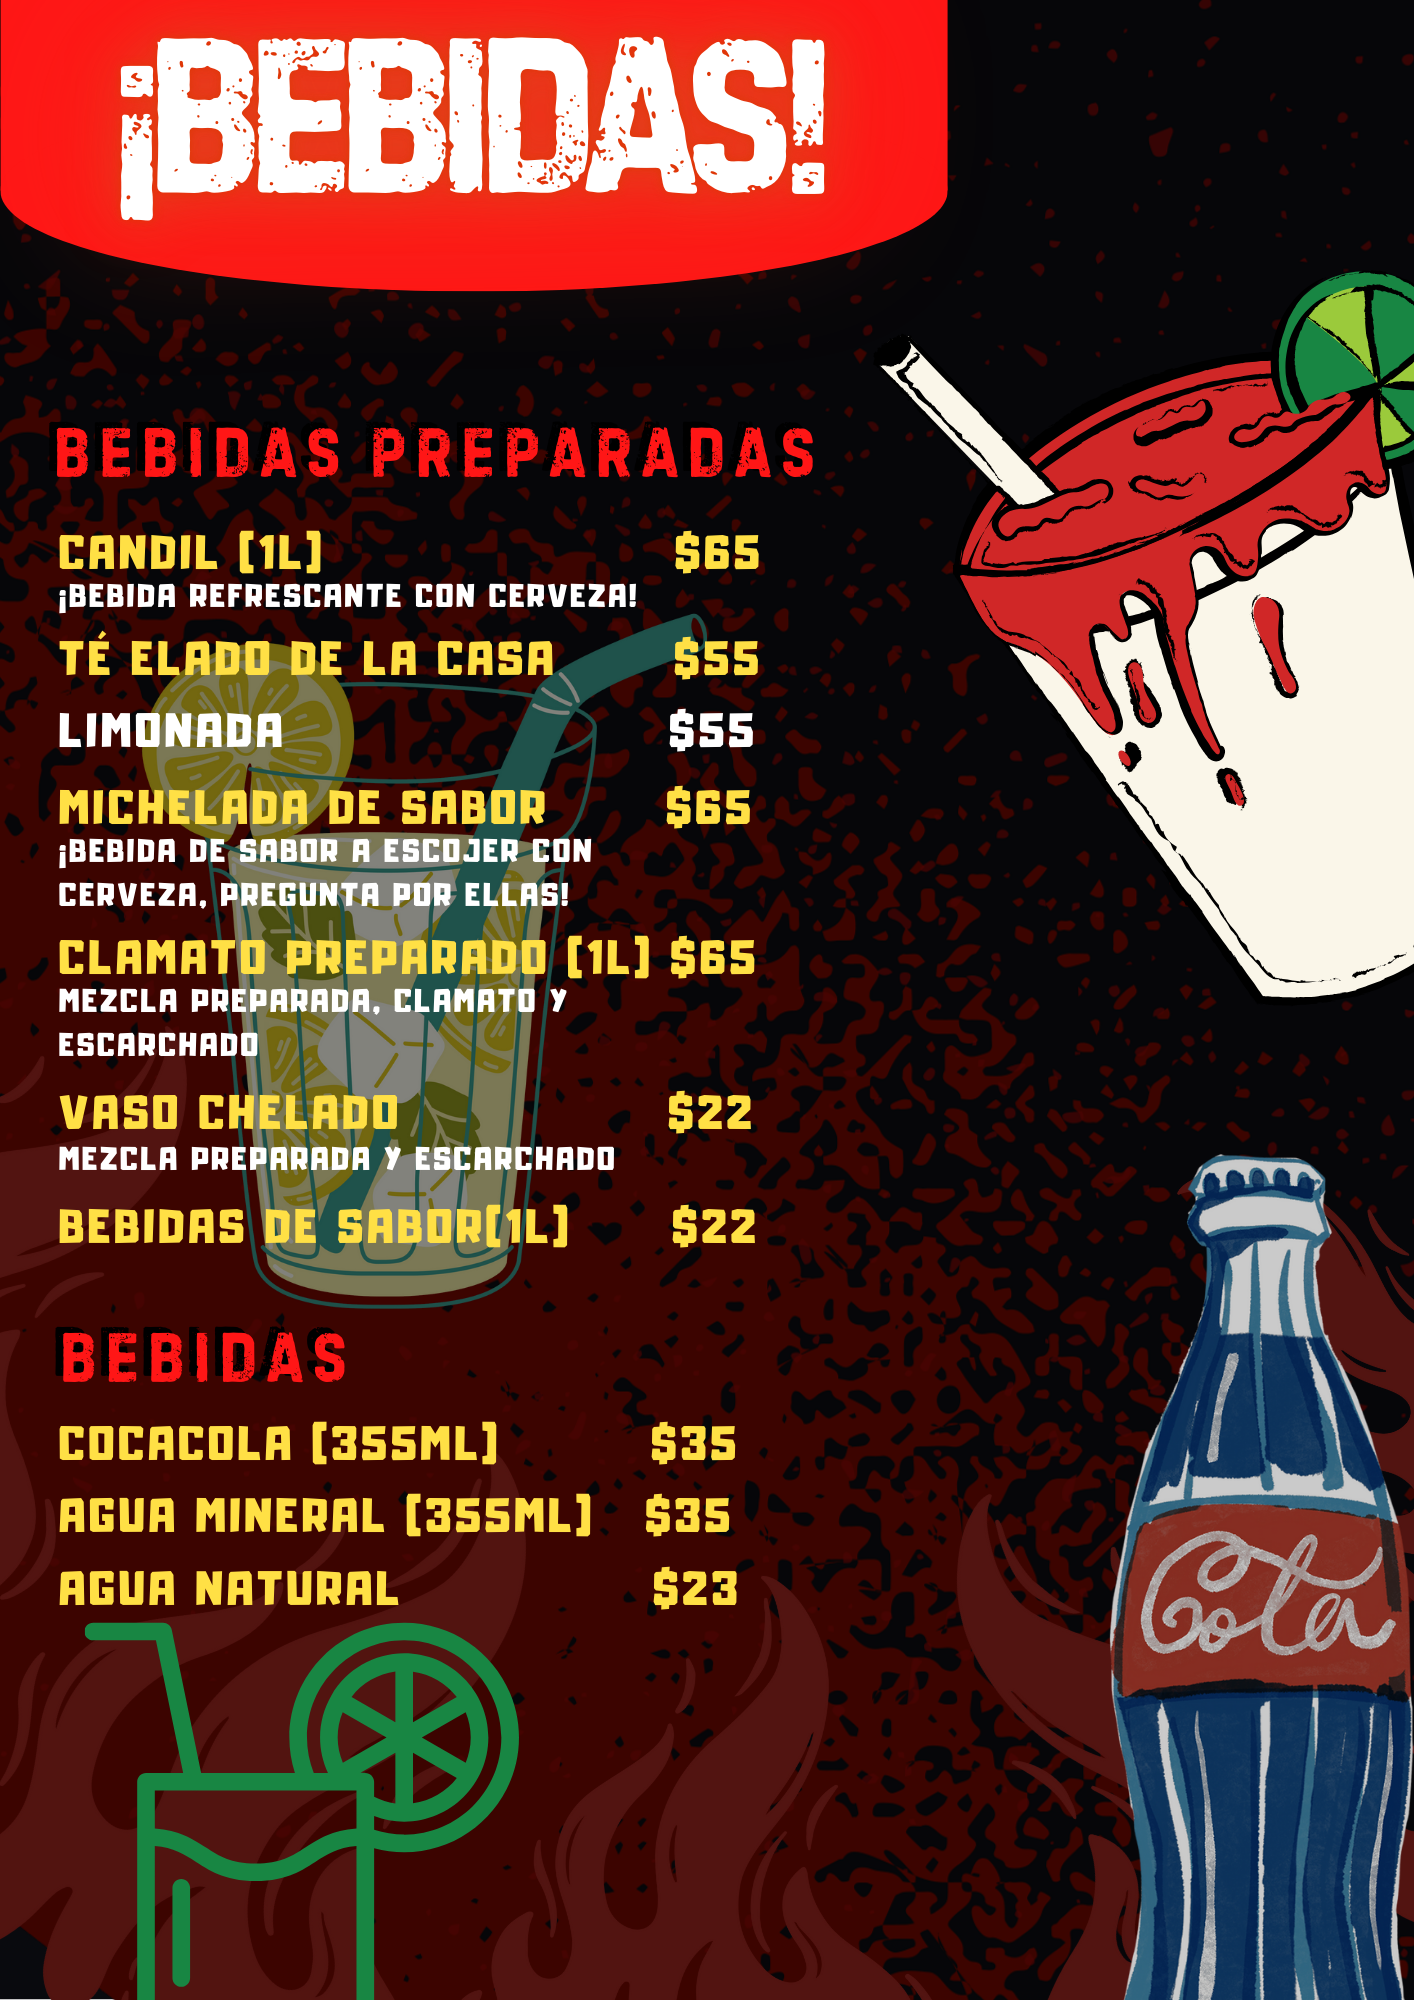 ¡BEBIDAS!
BEBIDAS PREPARADAS
CANDIL [1L] $65
¡BEBIDA REFRESCANTE CON CERVEZA!
TÉ ELADO DE LA CASA $55
LIMONADA $55
MICHELADA DE SABOR $65
¡BEBIDA DE SABOR A ESCOJER CON
CERVEZA, PREGUNTA POR ELLAS!
CLAMATO PREPARADO [1L] $65
MEZCLA PREPARADA, CLAMATO Y
ESCARCHADO
VASO CHELADO $22
MEZCLA PREPARADA Y ESCARCHADO
BEBIDAS DE SABOR[1L] $22
BEBIDAS
COCACOLA [355ML] $35
AGUA MINERAL [355ML] $35
AGUA NATURAL $23
Cola